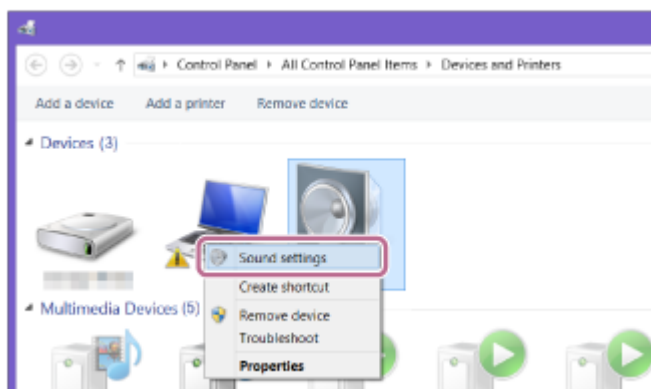 Control Panel All Control Panel Items Devices and Printers
Add a device Add a printer Remove device
Devices (3)
Sound settings
Create shortcut
Multimedia Devices (5)
Remove device
Troubleshoot
Properties